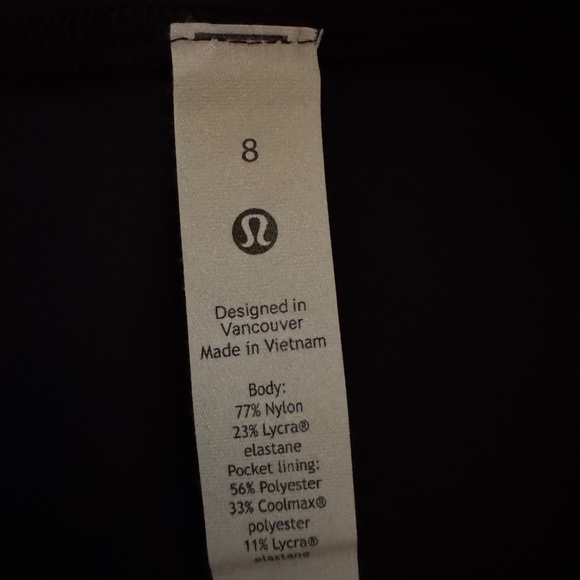 8
Designed in
Vancouver
Made in Vietnam
Body:
77% Nylon
23% Lycra®
elastane
Pocket lining:
56% Polyester
33% Coolmax®
polyester
11% Lycra®
elastane